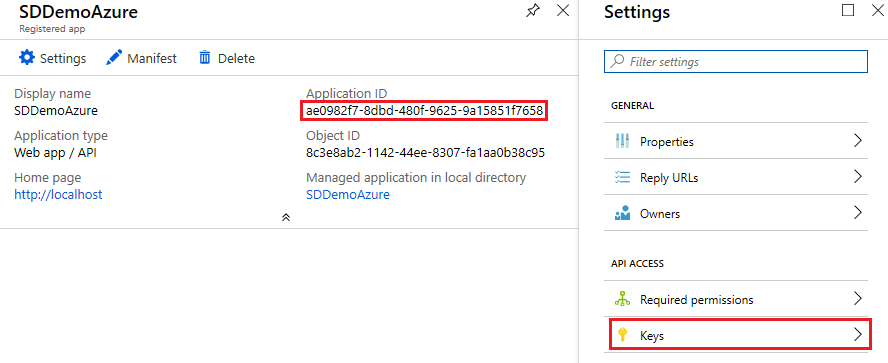 SDDemoAzure
Registered app
Settings
Manifest
Delete
Display name
SDDemoAzure
Application ID
ae0982f7-8dbd-480f-9625-9a15851f7658
Application type
Web app / API
Object ID
8c3e8ab2-1142-44ee-8307-fa1aa0b38c95
Home page
http://localhost
Managed application in local directory
SDDemoAzure
Settings
Filter settings
GENERAL
Properties
Reply URLs
Owners
API ACCESS
Required permissions
Keys